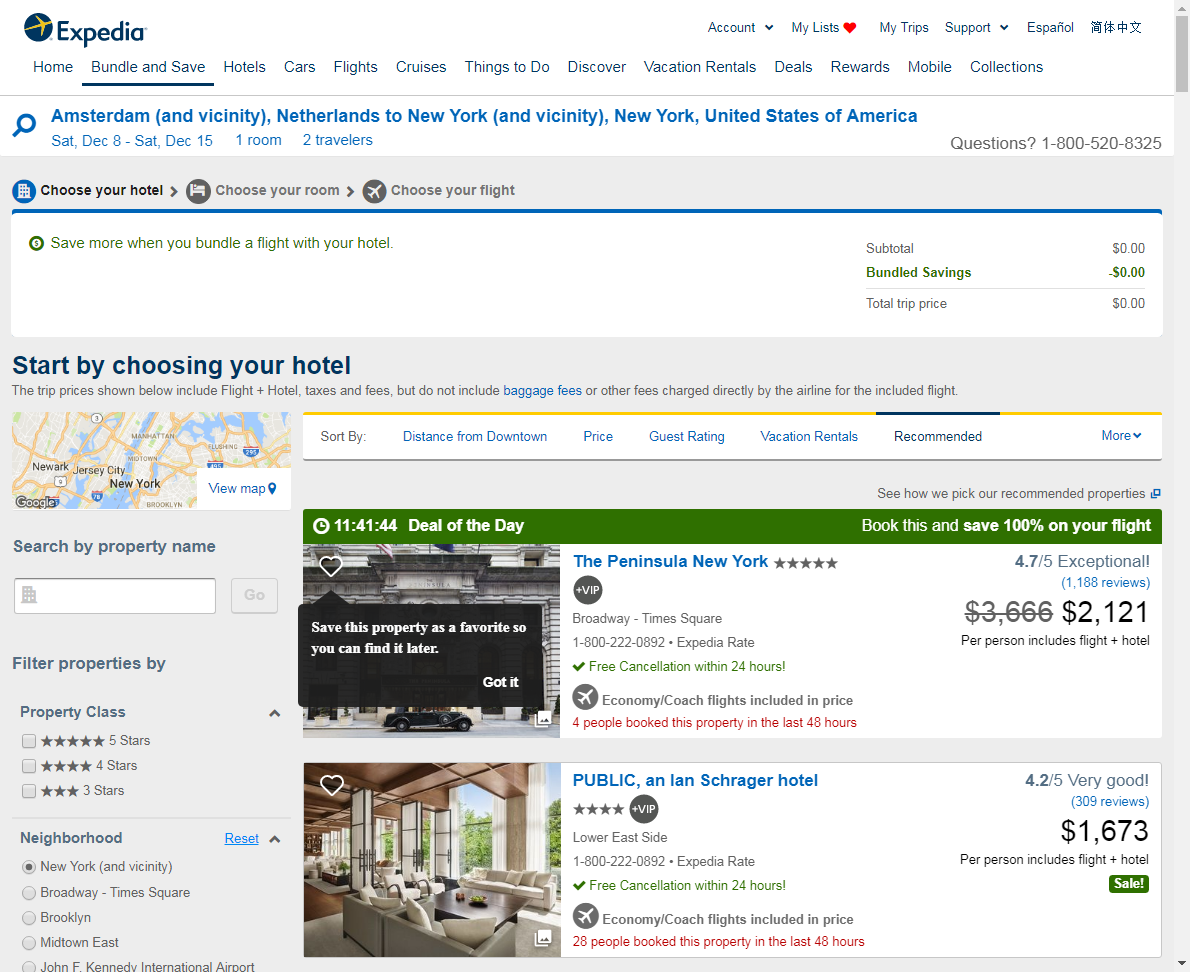 Expedia
Account My Lists My Trips Support Español 简体中文
Home Bundle and Save Hotels Cars Flights Cruises Things to Do Discover Vacation Rentals Deals Rewards Mobile Collections
Amsterdam (and vicinity), Netherlands to New York (and vicinity), New York, United States of America
Sat, Dec 8 - Sat, Dec 15 1 room 2 travelers
Questions? 1-800-520-8325
Choose your hotel Choose your room Choose your flight
Save more when you bundle a flight with your hotel.
Subtotal $0.00
Bundled Savings -$0.00
Total trip price $0.00
Start by choosing your hotel
The trip prices shown below include Flight + Hotel, taxes and fees, but do not include baggage fees or other fees charged directly by the airline for the included flight.
3
MANHATTAN
FLUSHING
MIDTOWN
295
495
Newark
Jersey City
9
New York
78
BROOKLYN
Google
View map
Search by property name
Go
Filter properties by
Property Class
5 Stars
4 Stars
3 Stars
Neighborhood Reset
New York (and vicinity)
Broadway - Times Square
Brooklyn
Midtown East
John F. Kennedy International Airport
Sort By: Distance from Downtown Price Guest Rating Vacation Rentals Recommended More
See how we pick our recommended properties
11:41:44 Deal of the Day Book this and save 100% on your flight
THE PENINSULA
Save this property as a favorite so
you can find it later.
Got it
The Peninsula New York
+VIP
Broadway - Times Square
1-800-222-0892 • Expedia Rate
Free Cancellation within 24 hours!
Economy/Coach flights included in price
4 people booked this property in the last 48 hours
4.7/5 Exceptional!
(1,188 reviews)
$3,666 $2,121
Per person includes flight + hotel
PUBLIC, an Ian Schrager hotel
+VIP
Lower East Side
1-800-222-0892 • Expedia Rate
Free Cancellation within 24 hours!
Economy/Coach flights included in price
28 people booked this property in the last 48 hours
4.2/5 Very good!
(309 reviews)
$1,673
Per person includes flight + hotel
Sale!